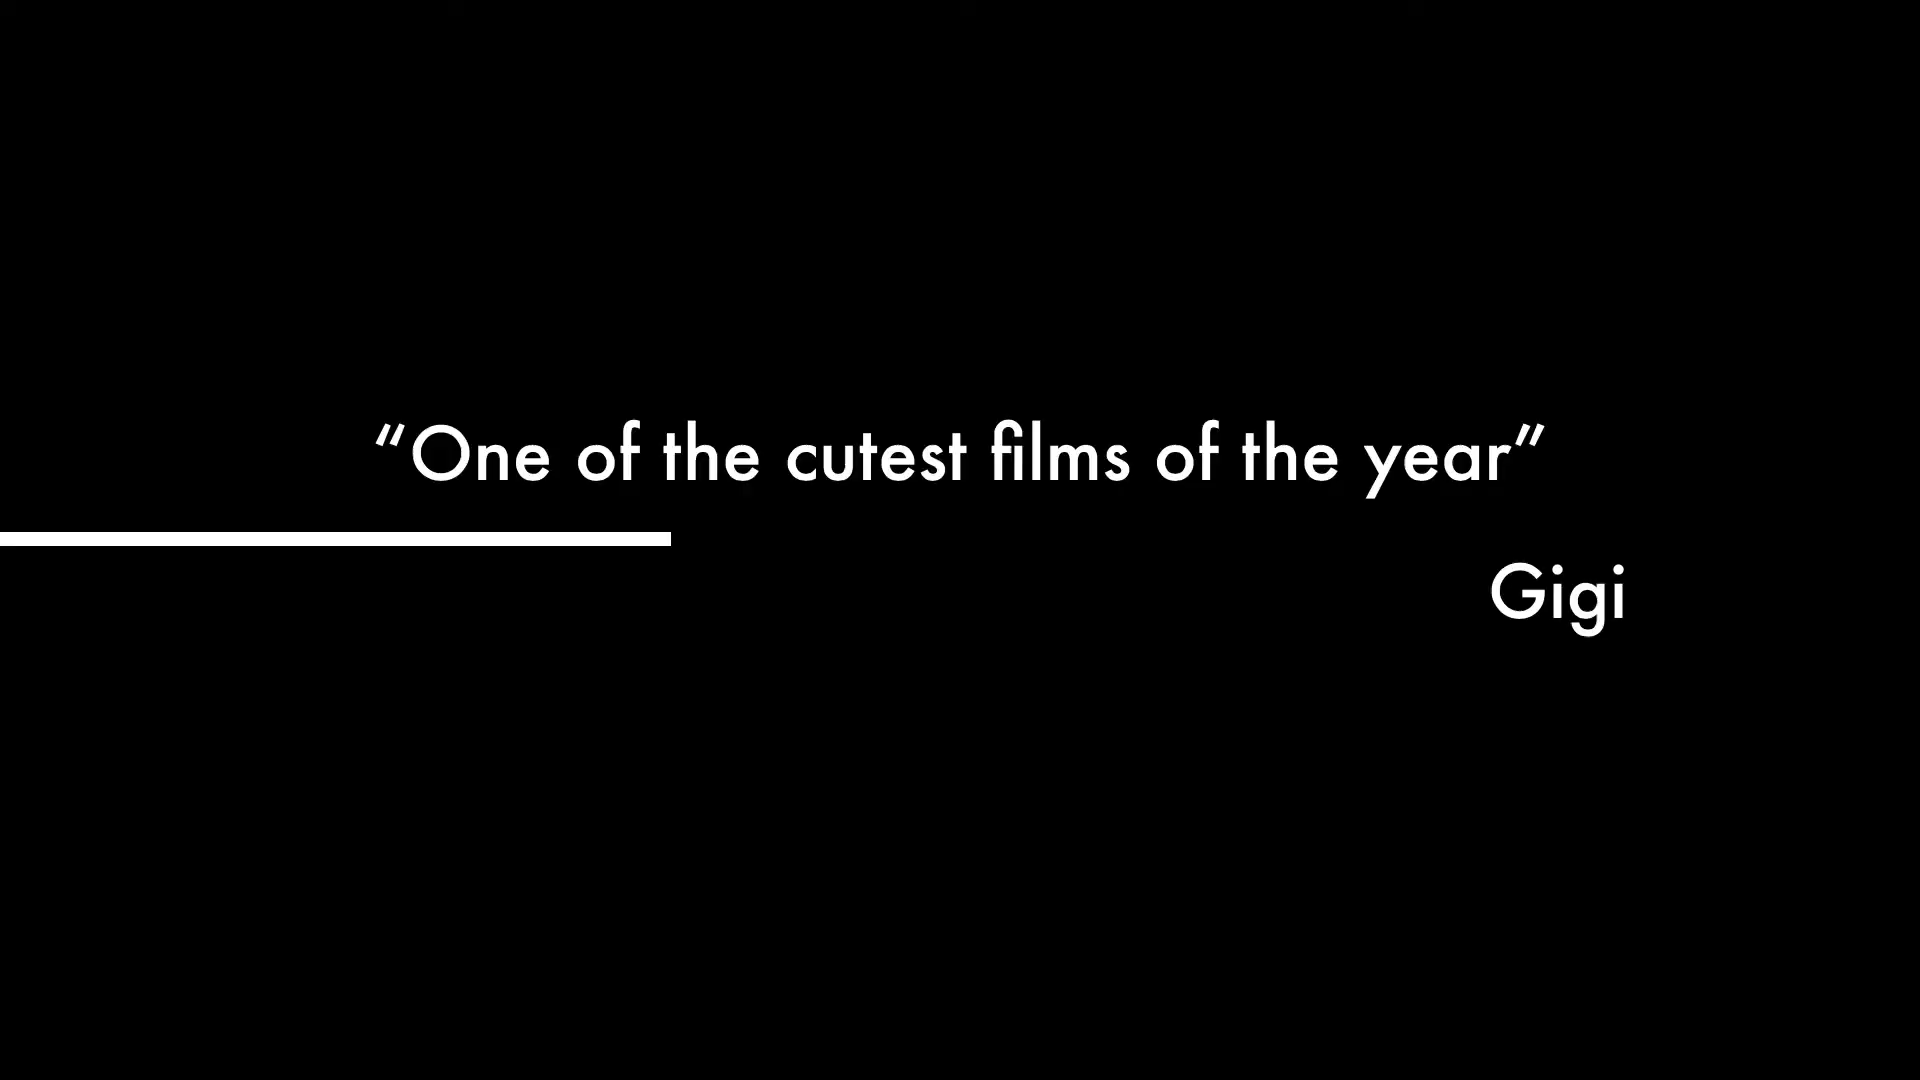 “One of the cutest films of the year”
Gigi